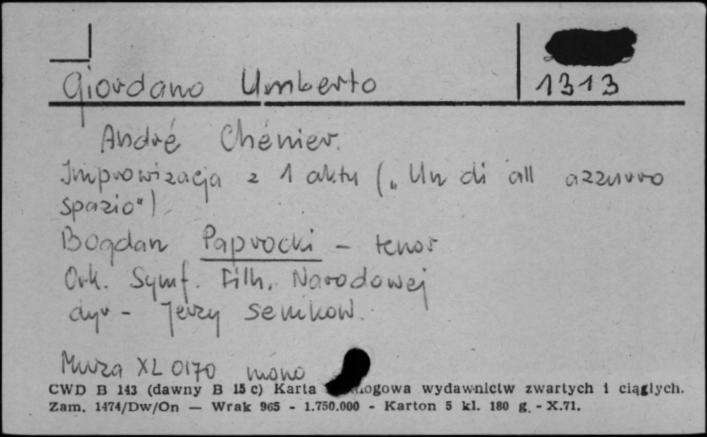 Giordano Umberto
1313
André Chénier.
Improwizacja z 1 aktu („Un di all azzurro
spazio")
Bogdan Paprocki - tenor
Ork. Symf. Filh. Narodowej
dyr - Jerzy Semkow.
Muza XL 0170 mono
CWD B 143 (dawny B 15 c) Karta wydawnictw zwartych i ciągłych.
Zam. 1474/Dw/On — Wrak 965 - 1.750.000 - Karton 5 kl. 180 g. - X.71.